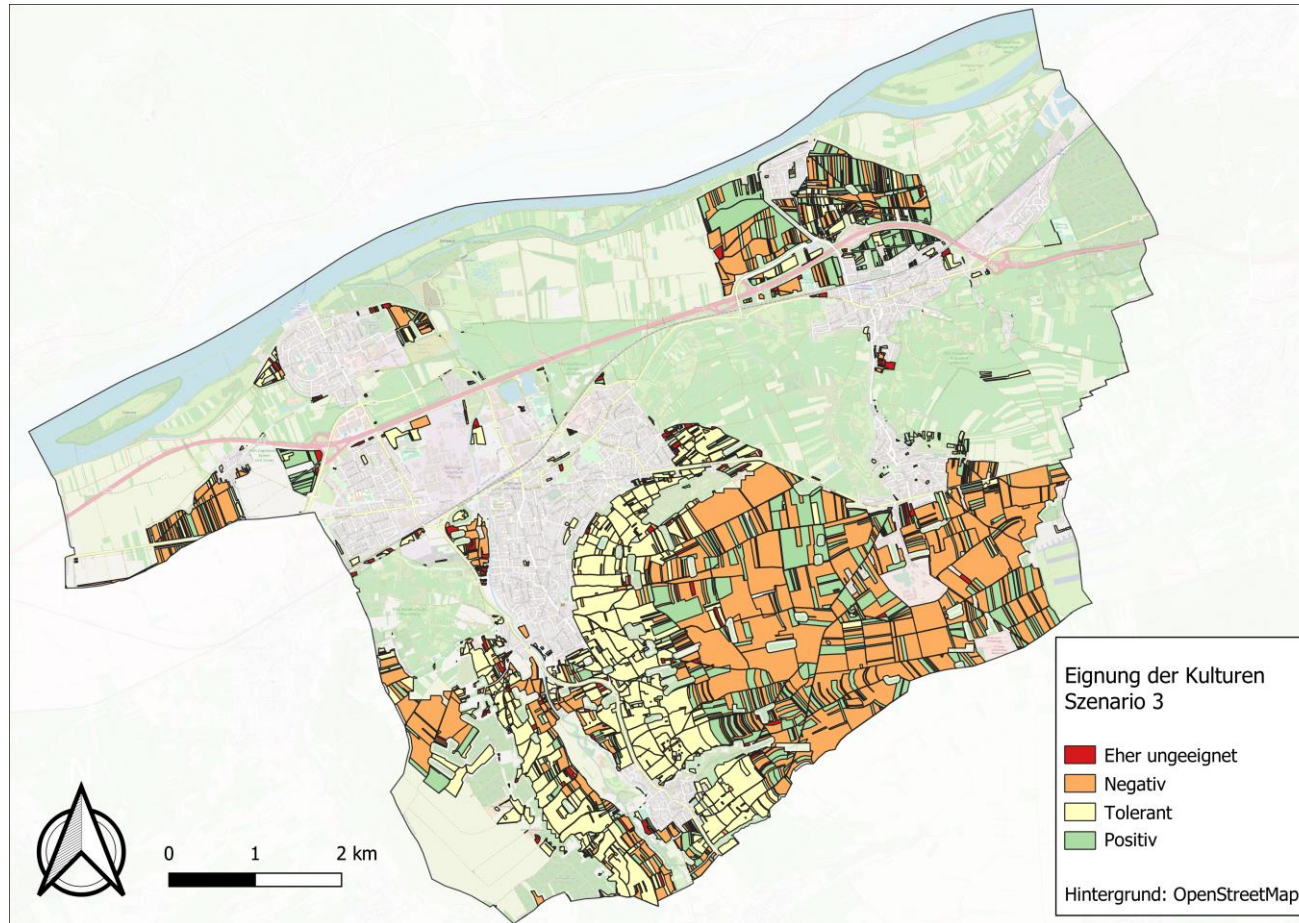 Eignung der Kulturen
Szenario 3
Eher ungeeignet
Negativ
Tolerant
Positiv
Hintergrund: OpenStreetMap
0 1 2 km